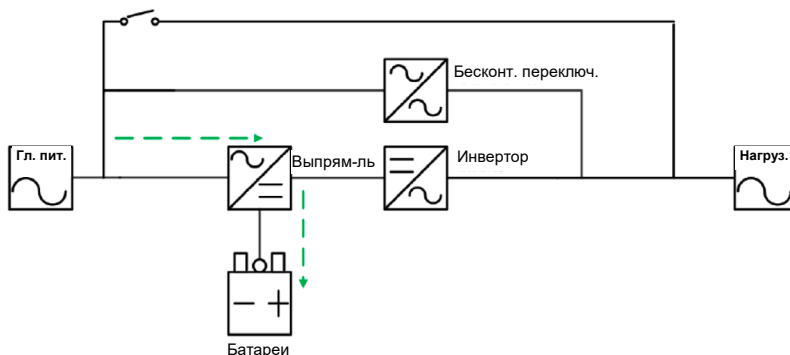 Бесконт. переключ.
Гл. пит.
Выпрям-ль
Инвертор
Нагруз.
Батареи